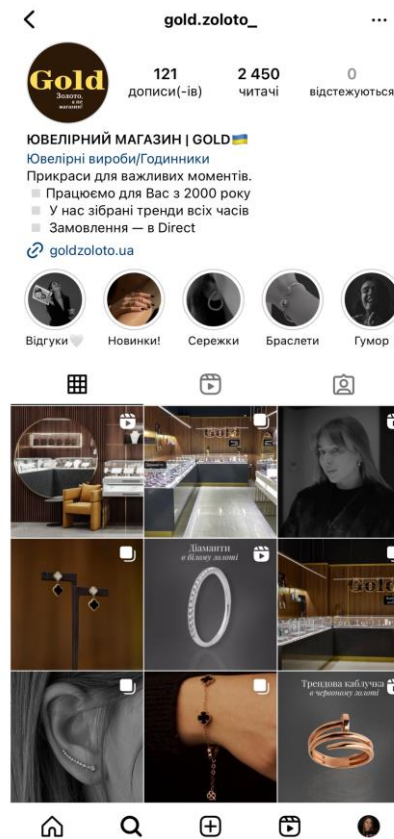 gold.zoloto_
Gold
Золото,
а не
магазин!
121
2 450
0
дописи(-ів)
читачі
відстежуються
ЮВЕЛІРНИЙ МАГАЗИН | GOLD🇺🇦
Ювелірні вироби/Годинники
Прикраси для важливих моментів.
Працюємо для Вас з 2000 року
У нас зібрані тренди всіх часів
Замовлення — в Direct
goldzoloto.ua
Відгуки🤍
Новинки!
Сережки
Браслети
Гумор
Gold
Діаманти
в білому золоті
Gold
Трендова каблучка
в червоному золоті